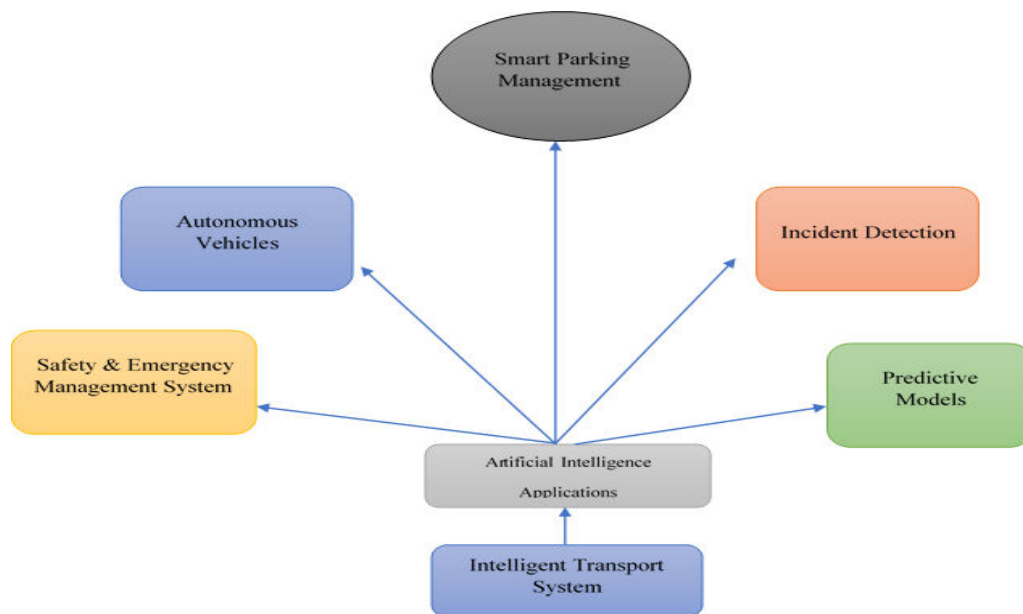 Smart Parking
Management
Autonomous
Vehicles
Incident Detection
Safety & Emergency
Management System
Predictive
Models
Artificial Intelligence
Applications
Intelligent Transport
System